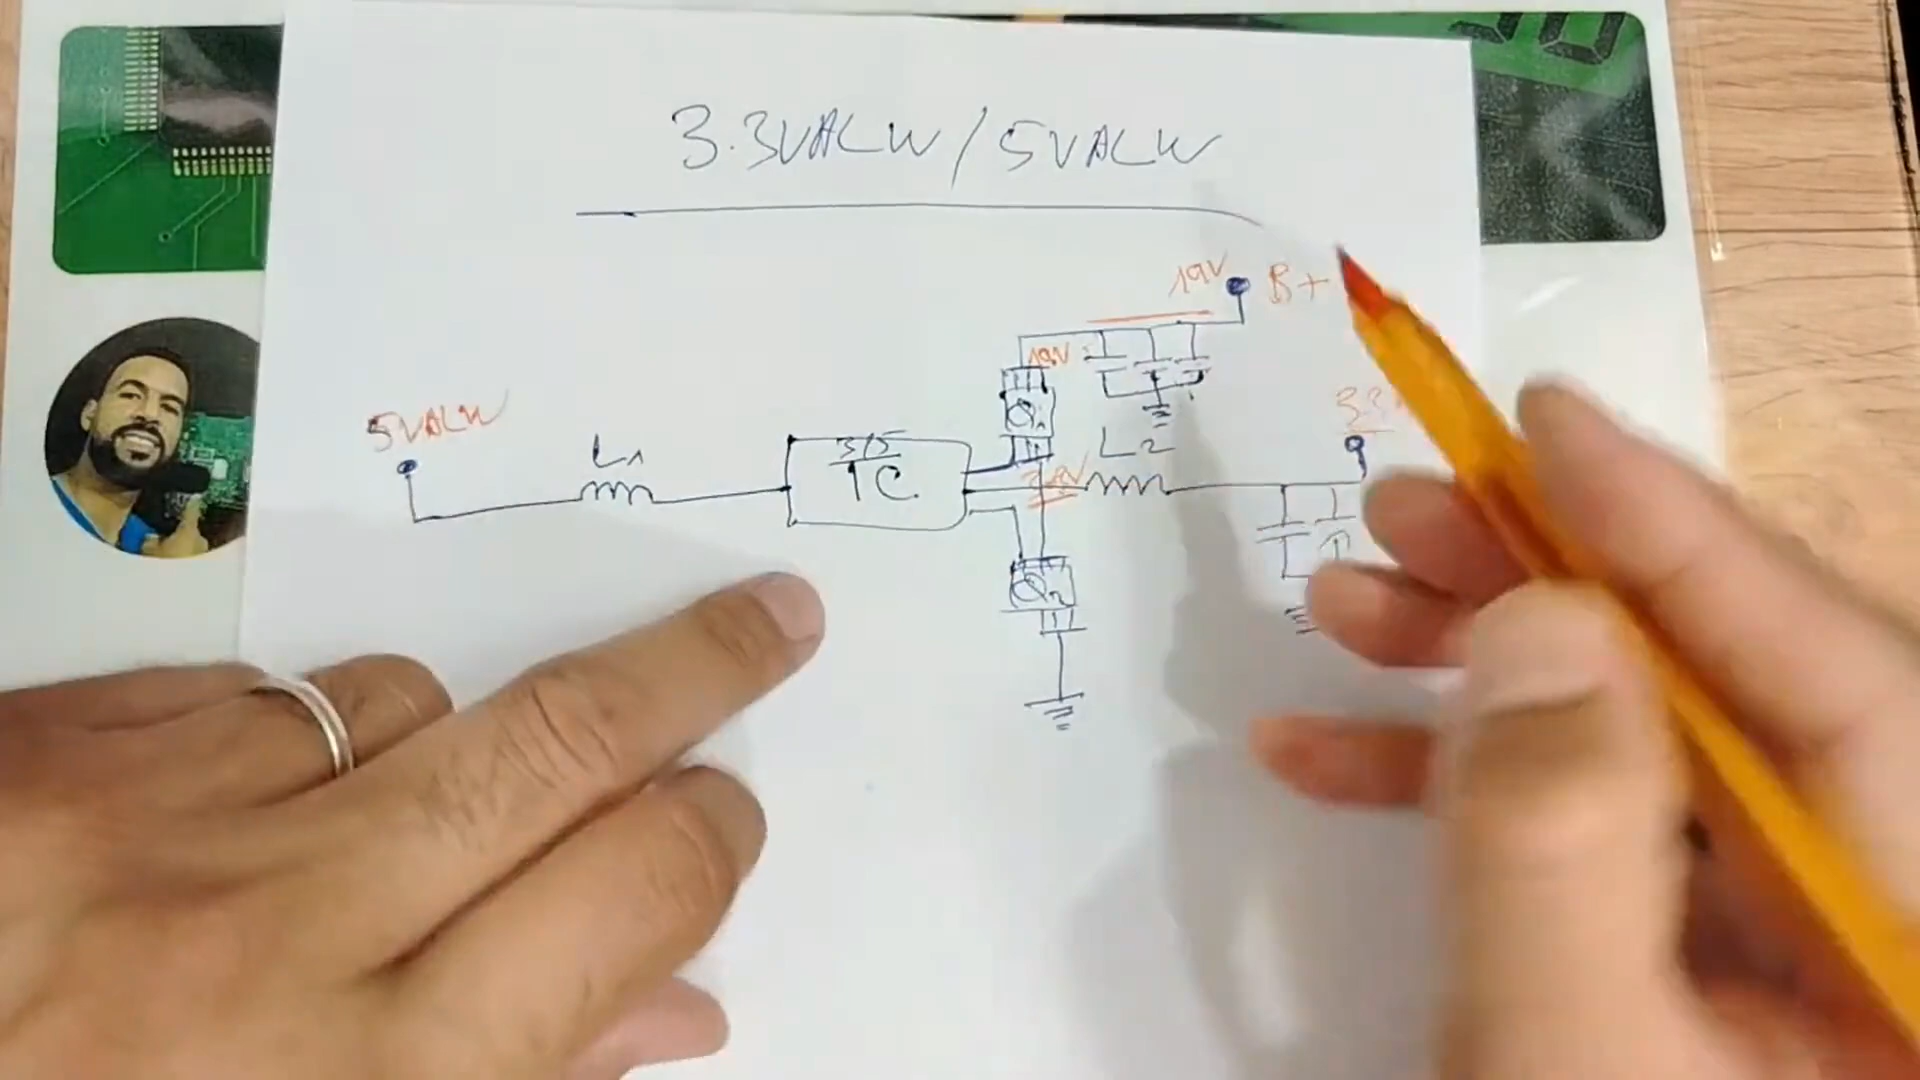 3.3VALW/5VALW
19V B+
19V
5VALW
L1
3/5
IC
Q1
L2
Q2